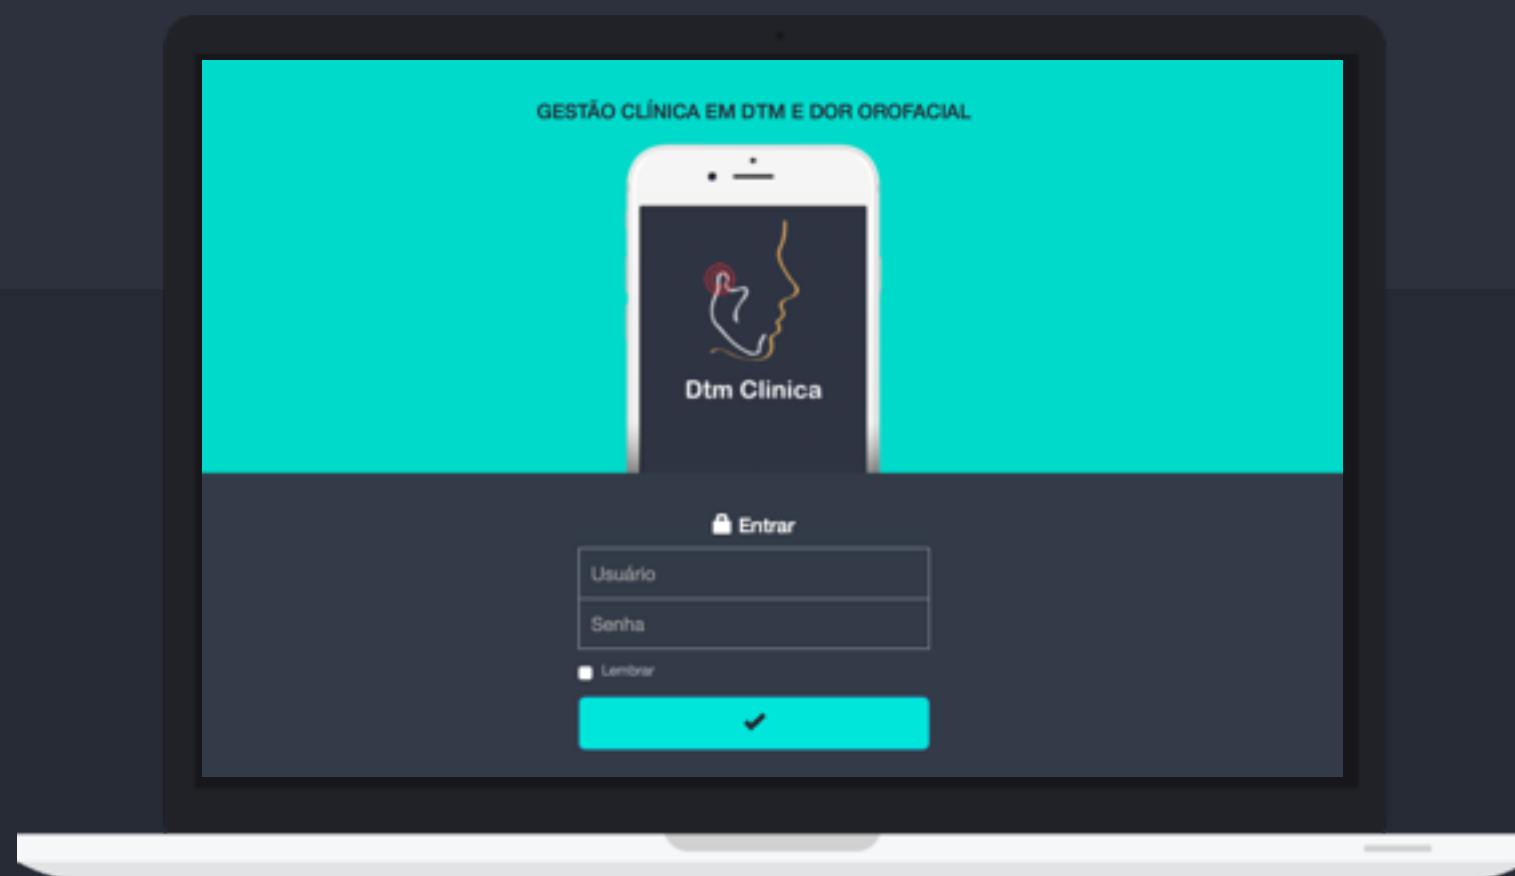 GESTÃO CLÍNICA EM DTM E DOR OROFACIAL
Dtm Clinica
Entrar
Usuário
Senha
Lembrar